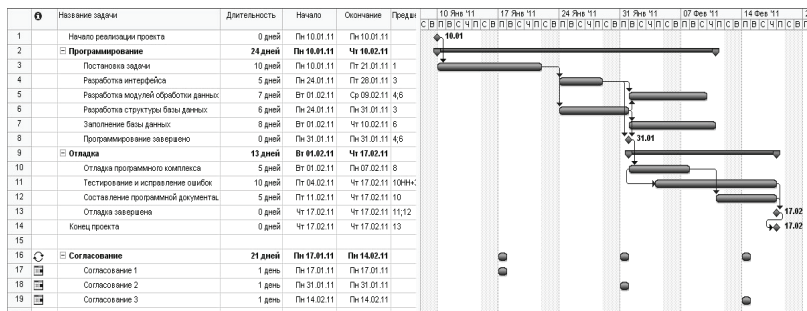 Название задачи Длительность Начало Окончание Предше 10 Янв '11 17 Янв '11 24 Янв '11 31 Янв '11 07 Фев '11 14 Фев '11
С В П В С Ч П С В П В С Ч П С В П В С Ч П С В П В С Ч П С В П В С Ч П С В П В С Ч П С В
1 Начало реализации проекта 0 дней Пн 10.01.11 Пн 10.01.11 10.01
2 Программирование 24 дней Пн 10.01.11 Чт 10.02.11
3 Постановка задачи 10 дней Пн 10.01.11 Пт 21.01.11 1
4 Разработка интерфейса 5 дней Пн 24.01.11 Пт 28.01.11 3
5 Разработка модулей обработки данных 7 дней Вт 01.02.11 Ср 09.02.11 4;6
6 Разработка структуры базы данных 6 дней Пн 24.01.11 Пн 31.01.11 3
7 Заполнение базы данных 8 дней Вт 01.02.11 Чт 10.02.11 6
8 Программирование завершено 0 дней Пн 31.01.11 Пн 31.01.11 4;6 31.01
9 Отладка 13 дней Вт 01.02.11 Чт 17.02.11
10 Отладка программного комплекса 5 дней Вт 01.02.11 Пн 07.02.11 8
11 Тестирование и исправление ошибок 10 дней Пт 04.02.11 Чт 17.02.11 10НН+
12 Составление программной документац 5 дней Пт 11.02.11 Чт 17.02.11 10
13 Отладка завершена 0 дней Чт 17.02.11 Чт 17.02.11 11;12 17.02
14 Конец проекта 0 дней Чт 17.02.11 Чт 17.02.11 13 17.02
15
16 Согласование 21 дней Пн 17.01.11 Пн 14.02.11
17 Согласование 1 1 день Пн 17.01.11 Пн 17.01.11
18 Согласование 2 1 день Пн 31.01.11 Пн 31.01.11
19 Согласование 3 1 день Пн 14.02.11 Пн 14.02.11